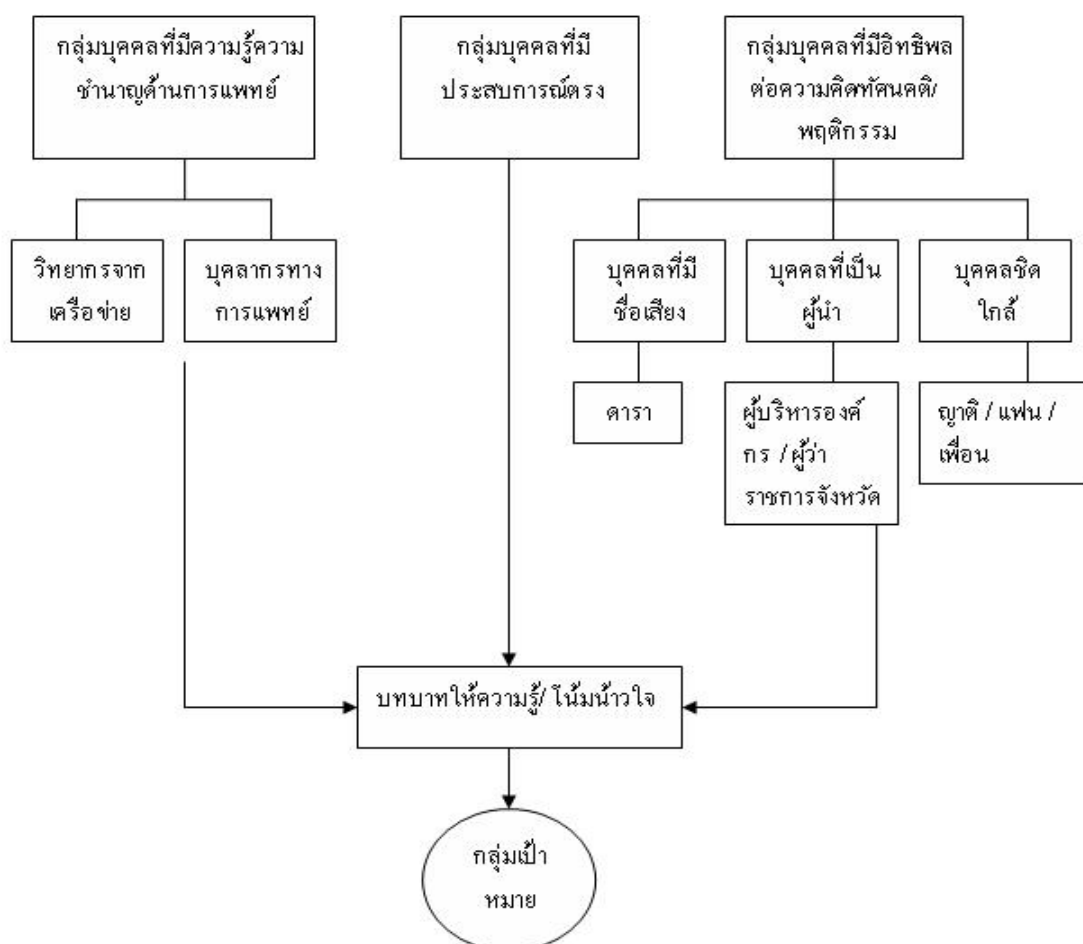 กลุ่มบุคคลที่มีความรู้ความ
ชำนาญด้านการแพทย์
กลุ่มบุคคลที่มี
ประสบการณ์ตรง
กลุ่มบุคคลที่มีอิทธิพล
ต่อความคิดทัศนคติ/
พฤติกรรม
วิทยากรจาก
เครือข่าย
บุคลากรทาง
การแพทย์
บุคคลที่มี
ชื่อเสียง
บุคคลที่เป็น
ผู้นำ
บุคคลชิด
ใกล้
ดารา
ผู้บริหารองค์
กร / ผู้ว่า
ราชการจังหวัด
ญาติ / แฟน /
เพื่อน
บทบาทให้ความรู้/ โน้มน้าวใจ
กลุ่มเป้า
หมาย